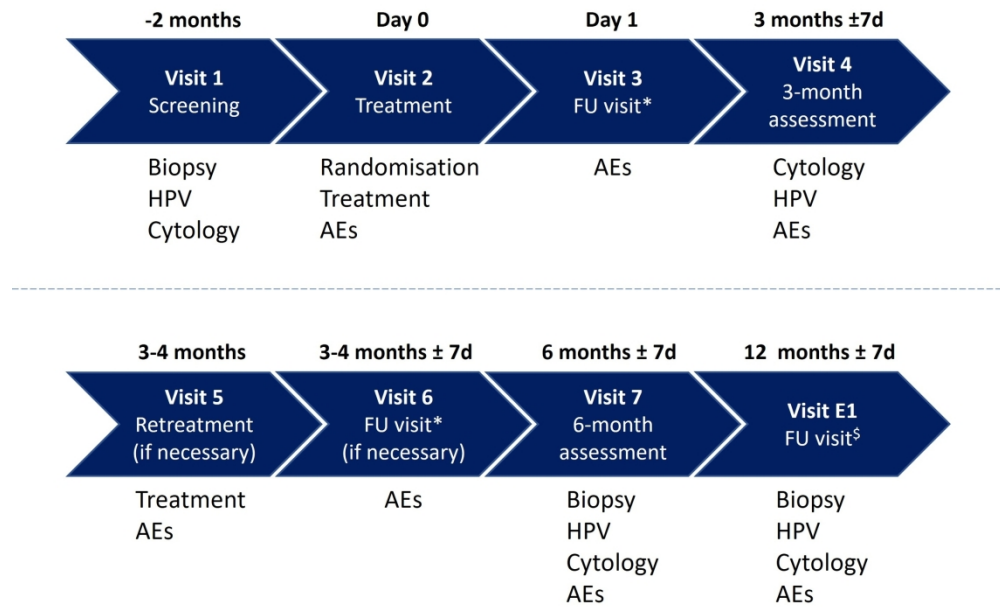 -2 months
Day 0
Day 1
3 months ±7d
Visit 1
Screening
Visit 2
Treatment
Visit 3
FU visit*
Visit 4
3-month
assessment
Biopsy
HPV
Cytology
Randomisation
Treatment
AEs
AEs
Cytology
HPV
AEs
3-4 months
3-4 months ± 7d
6 months ± 7d
12 months ± 7d
Visit 5
Retreatment
(if necessary)
Visit 6
FU visit*
(if necessary)
Visit 7
6-month
assessment
Visit E1
FU visit$
Treatment
AEs
AEs
Biopsy
HPV
Cytology
AEs
Biopsy
HPV
Cytology
AEs